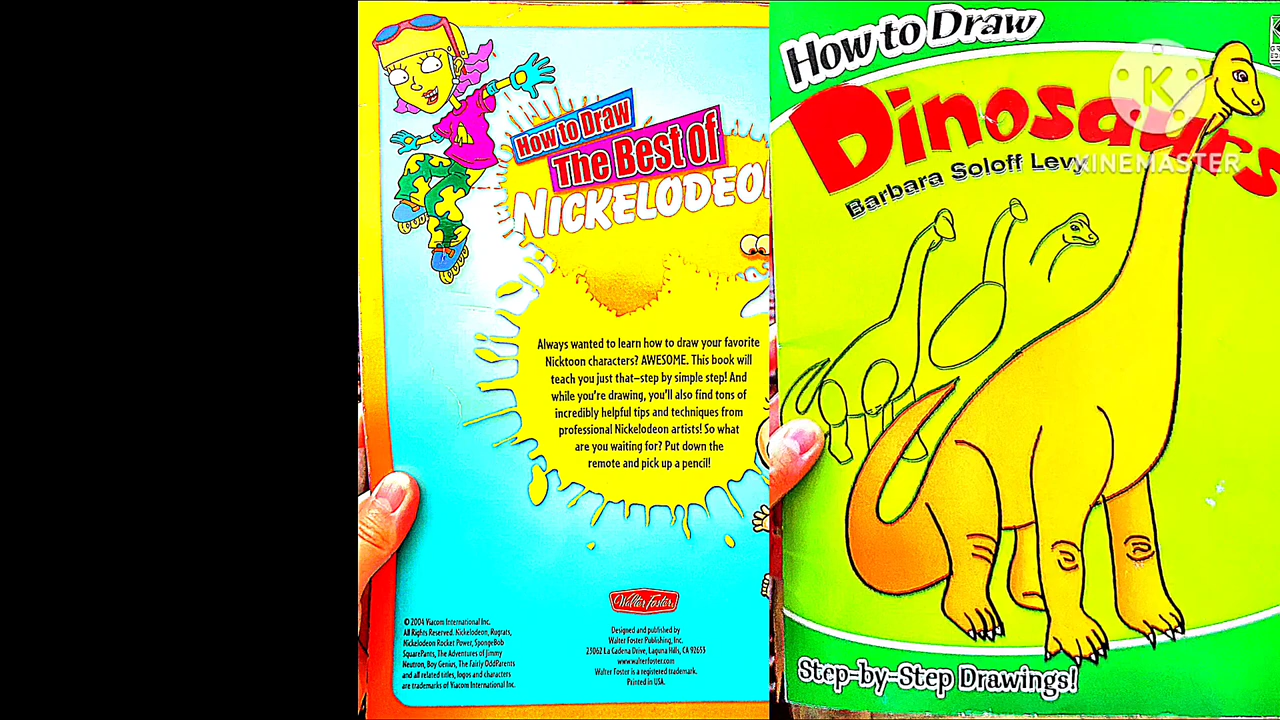 How to Draw
The Best of
NICKELODEO
Always wanted to learn how to draw your favorite
Nicktoon characters? AWESOME. This book will
teach you just that—step by simple step! And
while you're drawing, you'll also find tons of
incredibly helpful tips and techniques from
professional Nickelodeon artists! So what
are you waiting for? Put down the
remote and pick up a pencil!
Walter Foster
© 2004 Viacom International Inc.
All Rights Reserved. Nickelodeon, Rugrats,
Nickelodeon Rocket Power, SpongeBob
SquarePants, The Adventures of Jimmy
Neutron, Boy Genius, The Fairly OddParents
and all related titles, logos and characters
are trademarks of Viacom International Inc.
Designed and published by
Walter Foster Publishing, Inc.
23062 La Cadena Drive, Laguna Hills, CA 92653
www.walterfoster.com
Walter Foster is a registered trademark.
Printed in USA.
How to Draw
Dinosaurs
Barbara Soloff Levy
K
KINEMASTER
Step-by-Step Drawings!